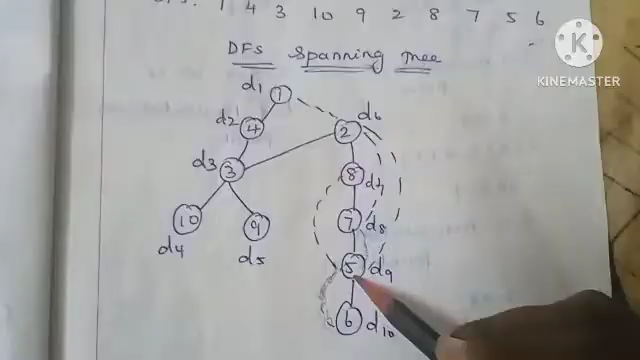 1 4 3 10 9 2 8 7 5 6
K
KINEMASTER
DFS Spanning Tree
d1 1
d2 4
2 d6
d3 3
8 d7
10
9
7 d8
d4
d5
5 d9
6 d10